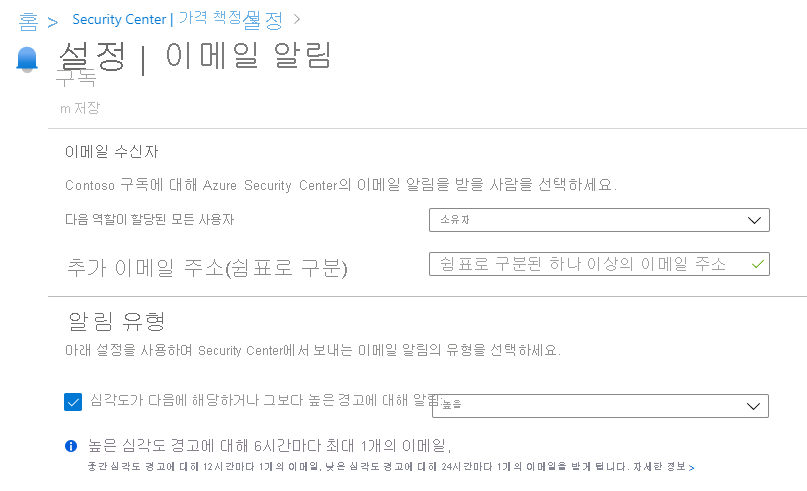 홈 > Security Center | 가격 책정 및 설정 >
설정 | 이메일 알림
구독
m 저장
이메일 수신자
Contoso 구독에 대해 Azure Security Center의 이메일 알림을 받을 사람을 선택하세요.
다음 역할이 할당된 모든 사용자 소유자
추가 이메일 주소(쉼표로 구분) 쉼표로 구분된 하나 이상의 이메일 주소
알림 유형
아래 설정을 사용하여 Security Center에서 보내는 이메일 알림의 유형을 선택하세요.
심각도가 다음에 해당하거나 그보다 높은 경고에 대해 알림: 높음
높은 심각도 경고에 대해 6시간마다 최대 1개의 이메일,
중간 심각도 경고에 대해 12시간마다 1개의 이메일, 낮은 심각도 경고에 대해 24시간마다 1개의 이메일을 받게 됩니다. 자세한 정보 >